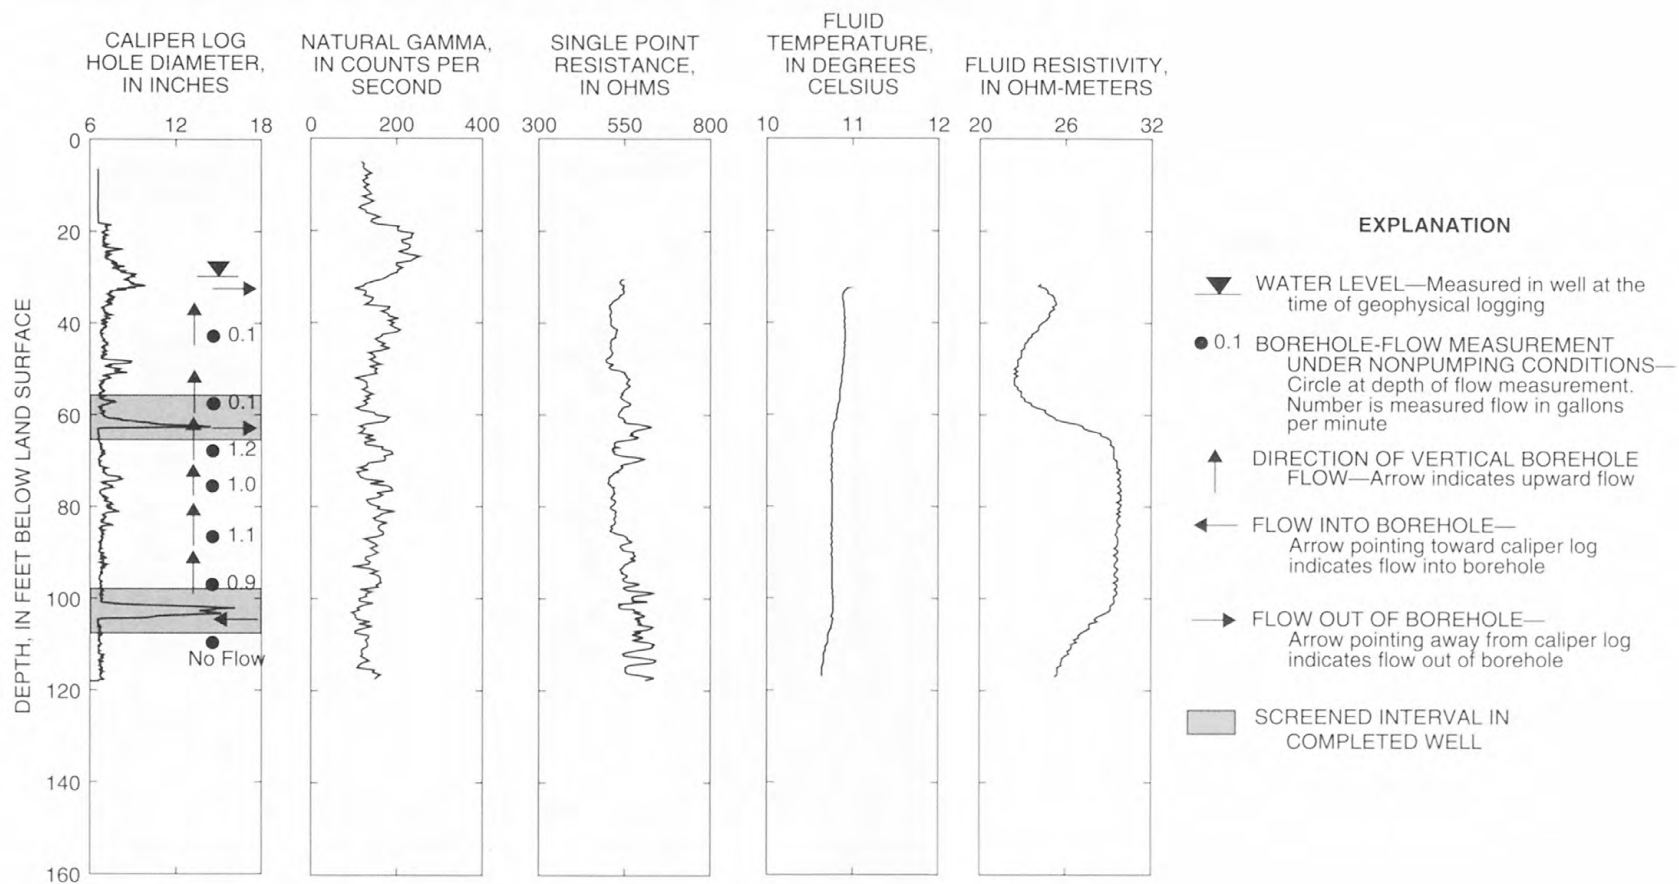 CALIPER LOG
HOLE DIAMETER,
IN INCHES
6 12 18
NATURAL GAMMA,
IN COUNTS PER
SECOND
0 200 400
SINGLE POINT
RESISTANCE,
IN OHMS
300 550 800
FLUID
TEMPERATURE,
IN DEGREES
CELSIUS
10 11 12
FLUID RESISTIVITY,
IN OHM-METERS
20 26 32
DEPTH, IN FEET BELOW LAND SURFACE
0
20
40
60
80
100
120
140
160
0.1
0.1
1.2
1.0
1.1
0.9
No Flow
EXPLANATION
WATER LEVEL—Measured in well at the
time of geophysical logging
0.1 BOREHOLE-FLOW MEASUREMENT
UNDER NONPUMPING CONDITIONS—
Circle at depth of flow measurement.
Number is measured flow in gallons
per minute
DIRECTION OF VERTICAL BOREHOLE
FLOW—Arrow indicates upward flow
FLOW INTO BOREHOLE—
Arrow pointing toward caliper log
indicates flow into borehole
FLOW OUT OF BOREHOLE—
Arrow pointing away from caliper log
indicates flow out of borehole
SCREENED INTERVAL IN
COMPLETED WELL